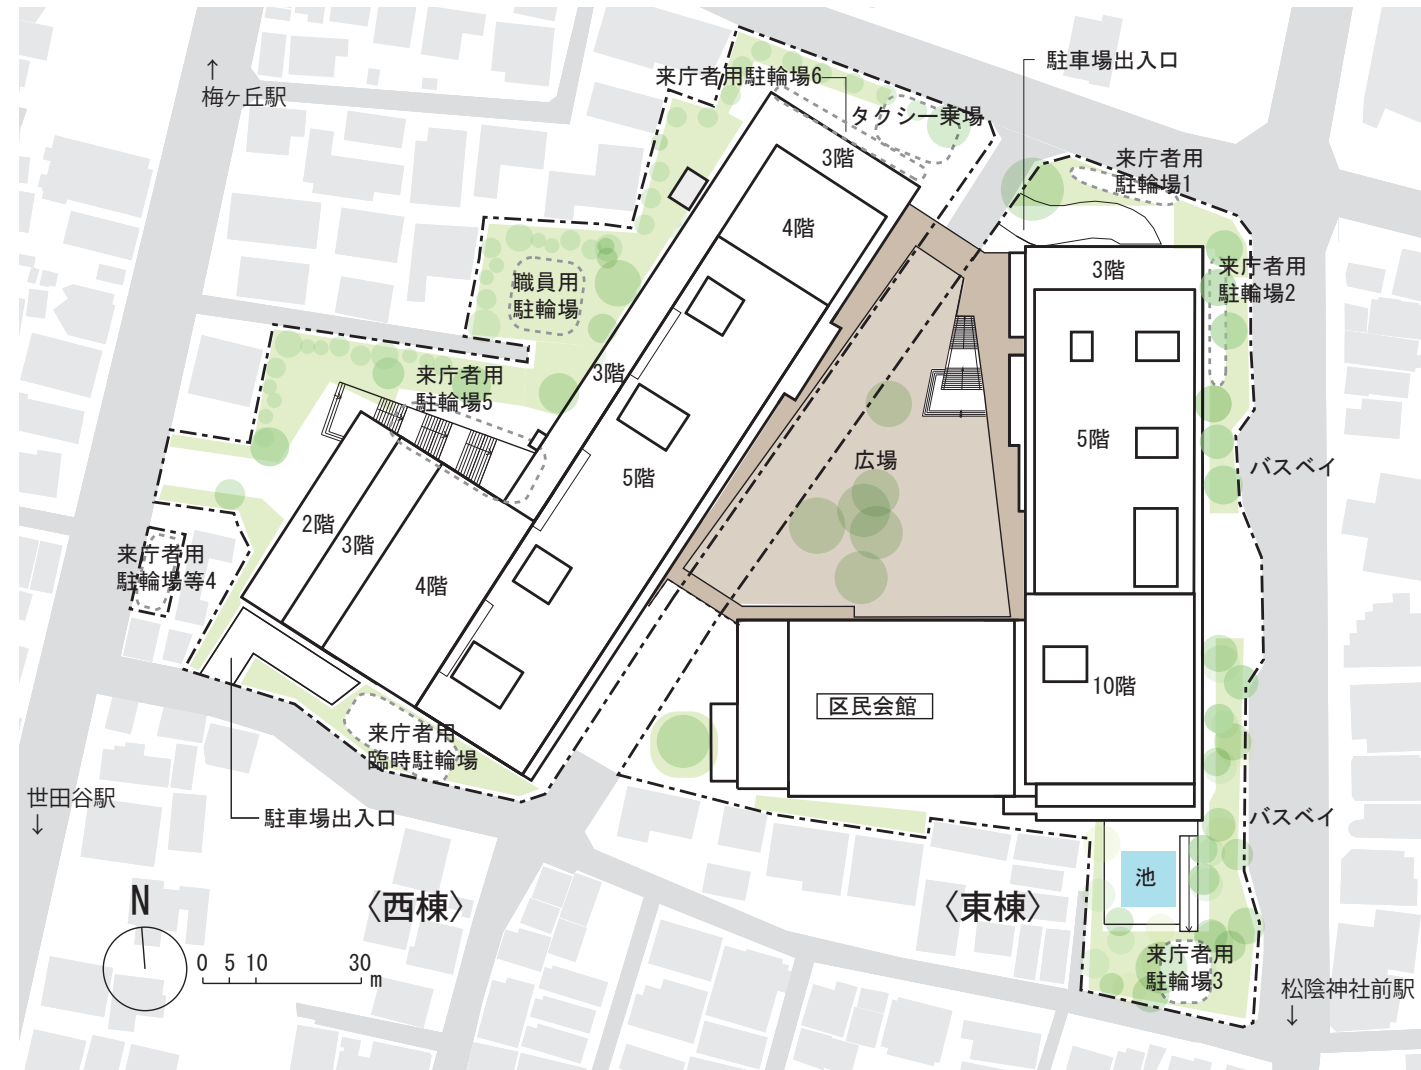 ↑
梅ヶ丘駅
来庁者用駐輪場6
タクシー乗場
駐車場出入口
来庁者用
駐輪場1
3階
4階
3階
来庁者用
駐輪場2
職員用
駐輪場
3階
来庁者用
駐輪場5
5階
バスベイ
広場
5階
2階
3階
4階
来庁者用
駐輪場等4
10階
区民会館
来庁者用
臨時駐輪場
世田谷駅
↓
駐車場出入口
バスベイ
池
N
〈西棟〉
〈東棟〉
0 5 10 30
m
来庁者用
駐輪場3
松陰神社前駅
↓